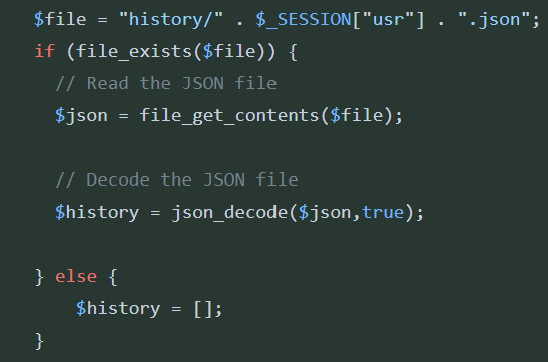 $file = "history/" . $_SESSION["usr"] . ".json";
if (file_exists($file)) {
// Read the JSON file
$json = file_get_contents($file);
// Decode the JSON file
$history = json_decode($json,true);
} else {
$history = [];
}